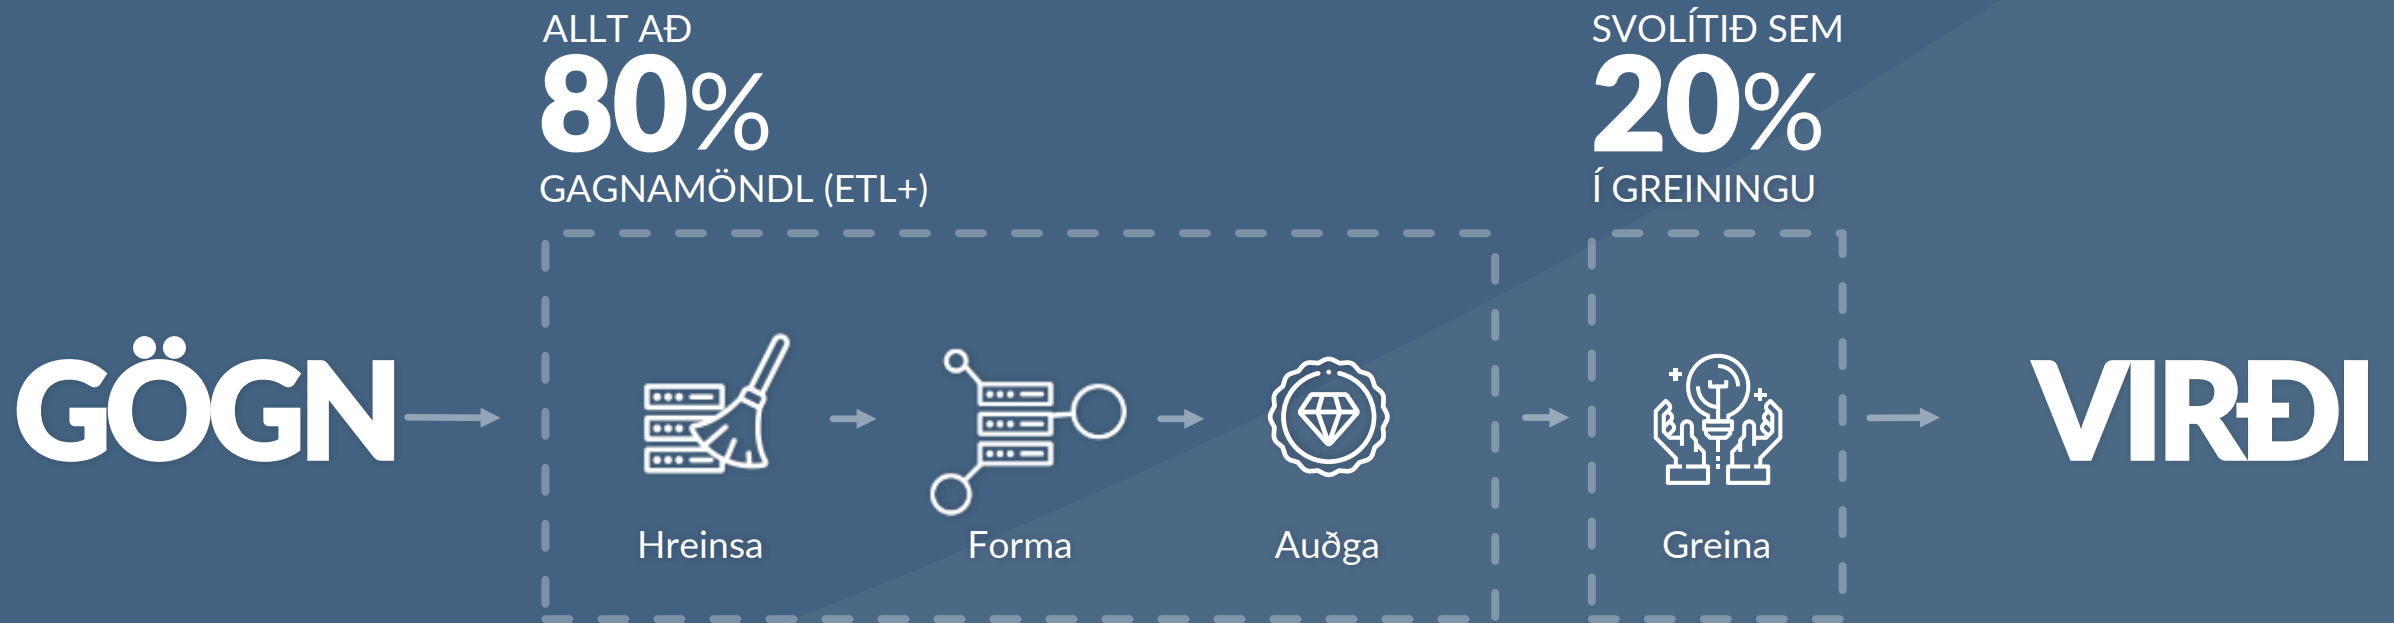 ALLT AÐ
80%
GAGNAMÖNDL (ETL+)
SVOLÍTIÐ SEM
20%
Í GREININGU
GÖGN
Hreinsa
Forma
Auðga
Greina
VIRÐI